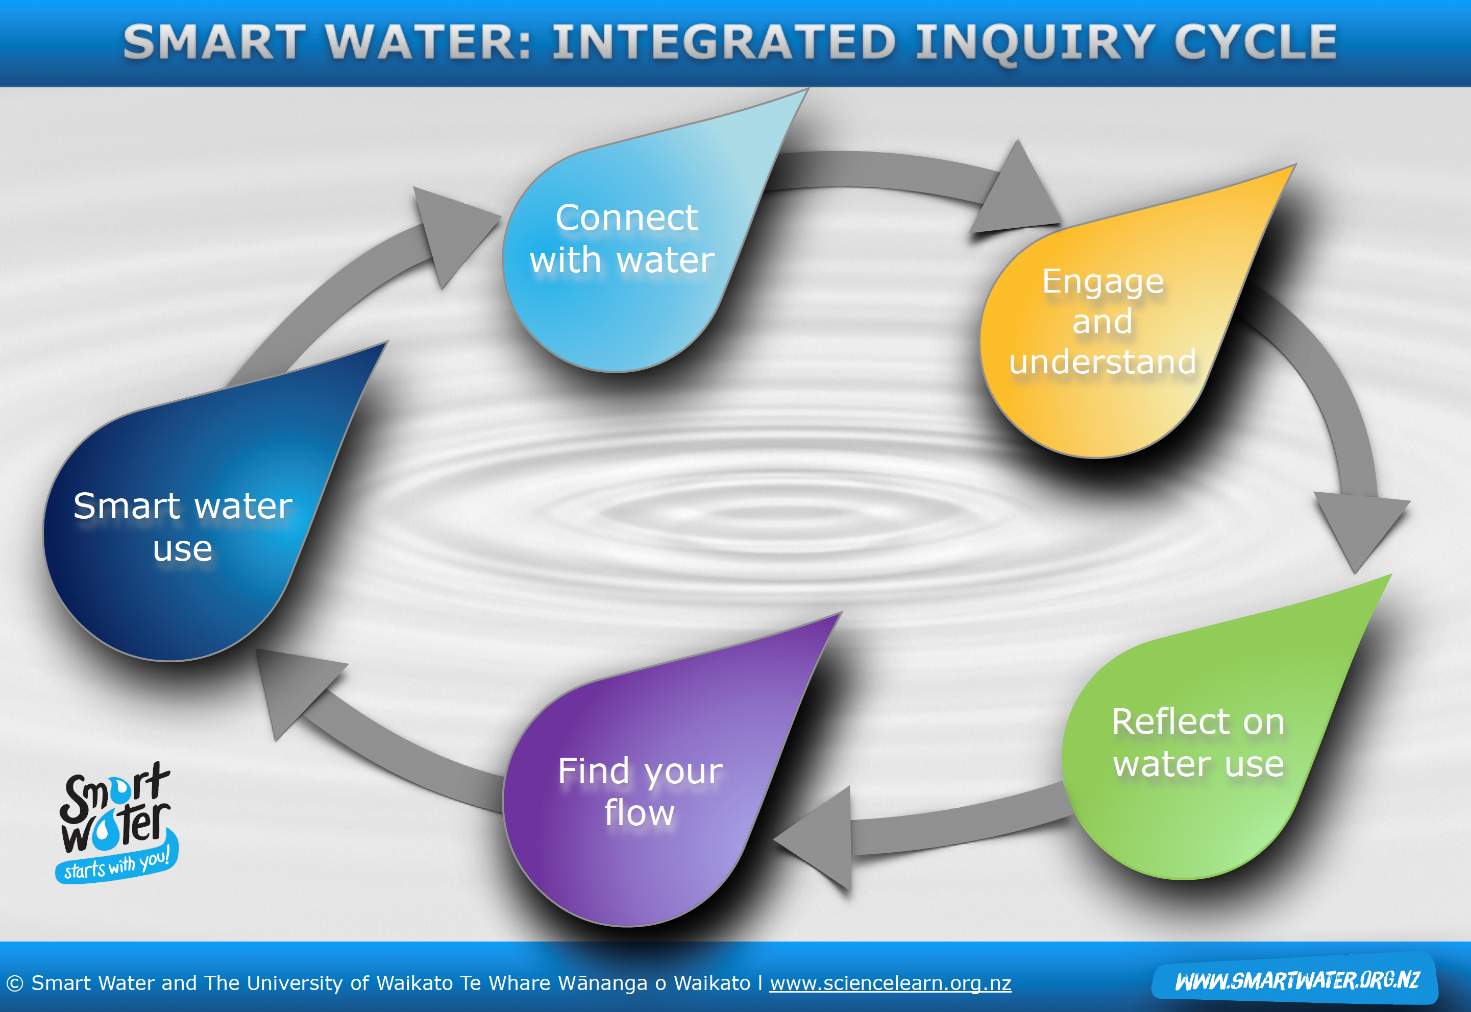 SMART WATER: INTEGRATED INQUIRY CYCLE
Connect
with water
Engage
and
understand
Reflect on
water use
Find your
flow
Smart water
use
Smart
water
starts with you!
© Smart Water and The University of Waikato Te Whare Wānanga o Waikato l www.sciencelearn.org.nz
WWW.SMARTWATER.ORG.NZ